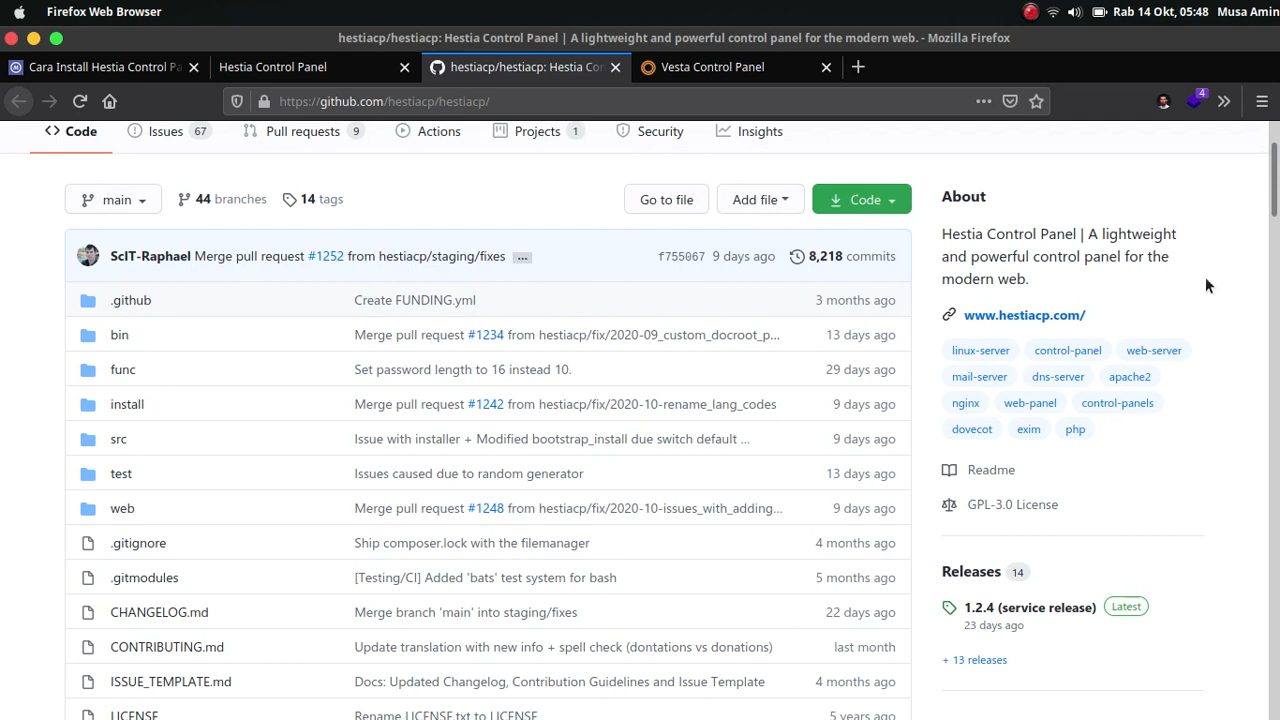 Firefox Web Browser
Rab 14 Okt, 05:48 Musa Amin
hestiacp/hestiacp: Hestia Control Panel | A lightweight and powerful control panel for the modern web. - Mozilla Firefox
Cara Install Hestia Control Pa
Hestia Control Panel
hestiacp/hestiacp: Hestia Con
Vesta Control Panel
https://github.com/hestiacp/hestiacp/
4
Code
Issues 67
Pull requests 9
Actions
Projects 1
Security
Insights
main
44 branches
14 tags
Go to file
Add file
Code
ScIT-Raphael Merge pull request #1252 from hestiacp/staging/fixes ... f755067 9 days ago 8,218 commits
.github Create FUNDING.yml 3 months ago
bin Merge pull request #1234 from hestiacp/fix/2020-09_custom_docroot_p... 13 days ago
func Set password length to 16 instead 10. 29 days ago
install Merge pull request #1242 from hestiacp/fix/2020-10-rename_lang_codes 9 days ago
src Issue with installer + Modified bootstrap_install due switch default ... 9 days ago
test Issues caused due to random generator 13 days ago
web Merge pull request #1248 from hestiacp/fix/2020-10-issues_with_adding... 9 days ago
.gitignore Ship composer.lock with the filemanager 4 months ago
.gitmodules [Testing/CI] Added 'bats' test system for bash 5 months ago
CHANGELOG.md Merge branch 'main' into staging/fixes 22 days ago
CONTRIBUTING.md Update translation with new info + spell check (dontations vs donations) last month
ISSUE_TEMPLATE.md Docs: Updated Changelog, Contribution Guidelines and Issue Template 4 months ago
LICENSE Rename LICENSE.txt to LICENSE 5 years ago
About
Hestia Control Panel | A lightweight
and powerful control panel for the
modern web.
www.hestiacp.com/
linux-server control-panel web-server
mail-server dns-server apache2
nginx web-panel control-panels
dovecot exim php
Readme
GPL-3.0 License
Releases 14
1.2.4 (service release) Latest
23 days ago
+ 13 releases